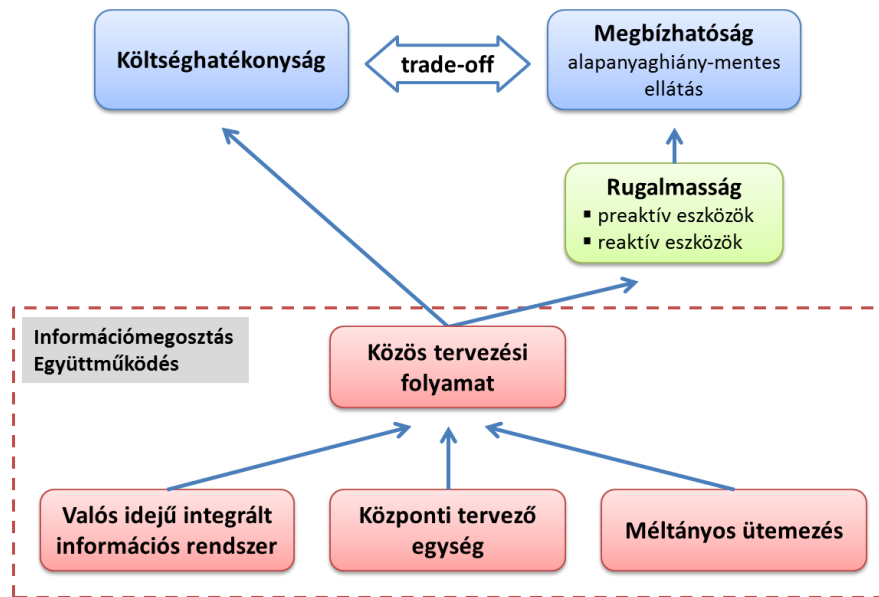 Költséghatékonyság
trade-off
Megbízhatóság
alapanyaghiány-mentes
ellátás
Rugalmasság
▪ preaktív eszközök
▪ reaktív eszközök
Információmegosztás
Együttműködés
Közös tervezési
folyamat
Valós idejű integrált
információs rendszer
Központi tervező
egység
Méltányos ütemezés